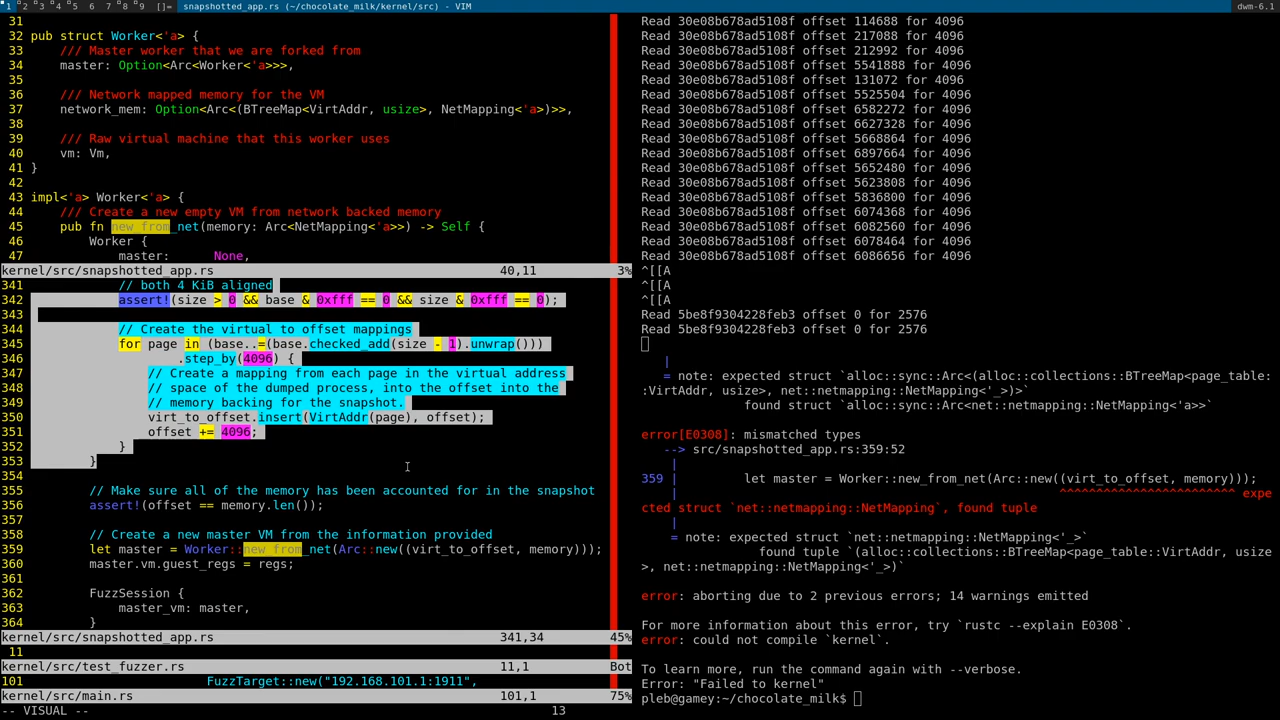 1 2 3 4 5 6 7 8 9 []= snapshotted_app.rs (~/chocolate_milk/kernel/src) - VIM dwm-6.1
31
32 pub struct Worker<'a> {
33     /// Master worker that we are forked from
34     master: Option<Arc<Worker<'a>>>,
35
36     /// Network mapped memory for the VM
37     network_mem: Option<Arc<(BTreeMap<VirtAddr, usize>, NetMapping<'a>)>>,
38
39     /// Raw virtual machine that this worker uses
40     vm: Vm,
41 }
42
43 impl<'a> Worker<'a> {
44     /// Create a new empty VM from network backed memory
45     pub fn new_from_net(memory: Arc<NetMapping<'a>>) -> Self {
46         Worker {
47             master:      None,
kernel/src/snapshotted_app.rs 40,11 3%
341             // both 4 KiB aligned
342             assert!(size > 0 && base & 0xfff == 0 && size & 0xfff == 0);
343
344             // Create the virtual to offset mappings
345             for page in (base..=(base.checked_add(size - 1).unwrap()))
346                     .step_by(4096) {
347                 // Create a mapping from each page in the virtual address
348                 // space of the dumped process, into the offset into the
349                 // memory backing for the snapshot.
350                 virt_to_offset.insert(VirtAddr(page), offset);
351                 offset += 4096;
352             }
353         }
354
355         // Make sure all of the memory has been accounted for in the snapshot
356         assert!(offset == memory.len());
357
358         // Create a new master VM from the information provided
359         let master = Worker::new_from_net(Arc::new((virt_to_offset, memory)));
360         master.vm.guest_regs = regs;
361
362         FuzzSession {
363             master_vm: master,
364         }
kernel/src/snapshotted_app.rs 341,34 45%
11
kernel/src/test_fuzzer.rs 11,1 Bot
101                         FuzzTarget::new("192.168.101.1:1911",
kernel/src/main.rs 101,1 75%
-- VISUAL -- 13
Read 30e08b678ad5108f offset 114688 for 4096
Read 30e08b678ad5108f offset 217088 for 4096
Read 30e08b678ad5108f offset 212992 for 4096
Read 30e08b678ad5108f offset 5541888 for 4096
Read 30e08b678ad5108f offset 131072 for 4096
Read 30e08b678ad5108f offset 5525504 for 4096
Read 30e08b678ad5108f offset 6582272 for 4096
Read 30e08b678ad5108f offset 6627328 for 4096
Read 30e08b678ad5108f offset 5668864 for 4096
Read 30e08b678ad5108f offset 6897664 for 4096
Read 30e08b678ad5108f offset 5652480 for 4096
Read 30e08b678ad5108f offset 5623808 for 4096
Read 30e08b678ad5108f offset 5836800 for 4096
Read 30e08b678ad5108f offset 6074368 for 4096
Read 30e08b678ad5108f offset 6082560 for 4096
Read 30e08b678ad5108f offset 6078464 for 4096
Read 30e08b678ad5108f offset 6086656 for 4096
^[[A
^[[A
^[[A
Read 5be8f9304228feb3 offset 0 for 2576
Read 5be8f9304228feb3 offset 0 for 2576
|
= note: expected struct `alloc::sync::Arc<(alloc::collections::BTreeMap<page_table:
:VirtAddr, usize>, net::netmapping::NetMapping<'_>)>`
found struct `alloc::sync::Arc<net::netmapping::NetMapping<'a>>`
error[E0308]: mismatched types
--> src/snapshotted_app.rs:359:52
|
359 |         let master = Worker::new_from_net(Arc::new((virt_to_offset, memory)));
|                                                    ^^^^^^^^^^^^^^^^^^^^^^^^ expe
cted struct `net::netmapping::NetMapping`, found tuple
|
= note: expected struct `net::netmapping::NetMapping<'_>`
found tuple `(alloc::collections::BTreeMap<page_table::VirtAddr, usize
>, net::netmapping::NetMapping<'_>)`
error: aborting due to 2 previous errors; 14 warnings emitted
For more information about this error, try `rustc --explain E0308`.
error: could not compile `kernel`.
To learn more, run the command again with --verbose.
Error: "Failed to kernel"
pleb@gamey:~/chocolate_milk$